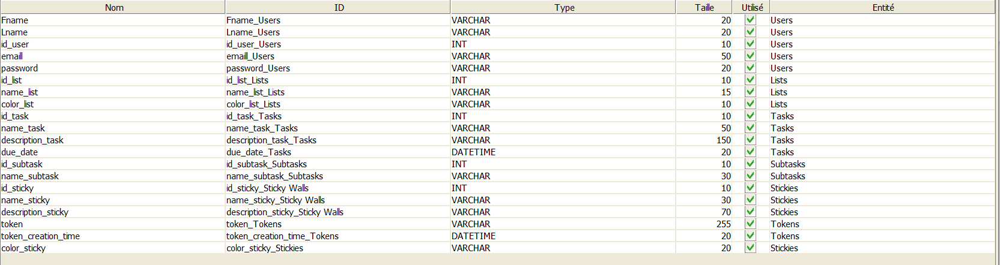 Nom ID Type Taille Utilisé Entité
Fname Fname_Users VARCHAR 20 Users
Lname Lname_Users VARCHAR 20 Users
id_user id_user_Users INT 10 Users
emaill emaill_Users VARCHAR 50 Users
password password_Users VARCHAR 20 Users
id_list id_list_Lists INT 10 Lists
name_list name_list_Lists VARCHAR 15 Lists
color_list color_list_Lists VARCHAR 10 Lists
id_task id_task_Tasks INT 10 Tasks
name_task name_task_Tasks VARCHAR 50 Tasks
description_task description_task_Tasks VARCHAR 150 Tasks
due_date due_date_Tasks DATETIME 20 Tasks
id_subtask id_subtask_Subtasks INT 10 Subtasks
name_subtask name_subtask_Subtasks VARCHAR 30 Subtasks
id_sticky id_sticky_Sticky Walls INT 10 Stickies
name_sticky name_sticky_Sticky Walls VARCHAR 30 Stickies
description_sticky description_sticky_Sticky Walls VARCHAR 70 Stickies
token token_Tokens VARCHAR 255 Tokens
token_creation_time token_creation_time_Tokens DATETIME 20 Tokens
color_sticky color_sticky_Stickies VARCHAR 20 Stickies